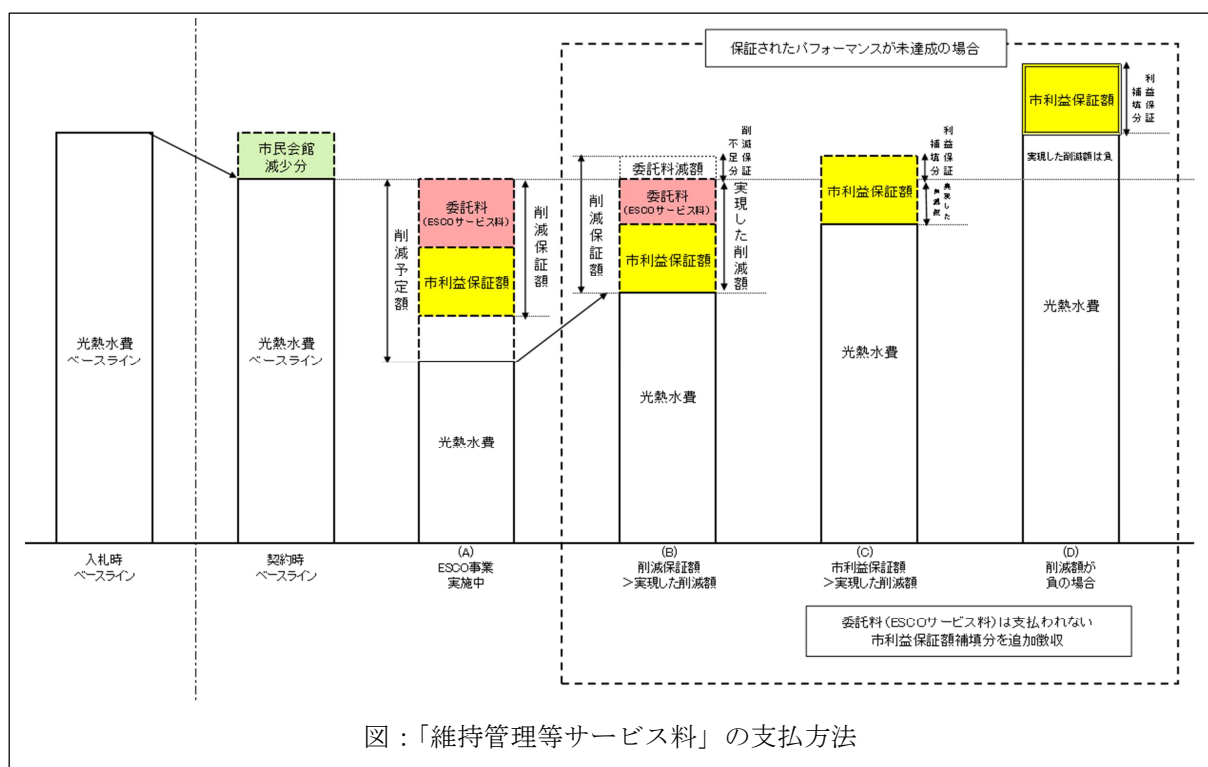 保証されたパフォーマンスが未達成の場合
光熱水費
ベースライン
入札時
ベースライン
市民会館
減少分
光熱水費
ベースライン
契約時
ベースライン
削減予定額
委託料
(ESCOサービス料)
市利益保証額
削減保証額
光熱水費
(A)
ESCO事業
実施中
削減保証額
委託料減額
削減保証
不足分
委託料
(ESCOサービス料)
市利益保証額
実現した削減額
光熱水費
(B)
削減保証額
>実現した削減額
利益保証
補填分
市利益保証額
実現した
削減額
光熱水費
(C)
市利益保証額
>実現した削減額
市利益保証額
利益保証
補填分
実現した削減額は負
光熱水費
(D)
削減額が
負の場合
委託料(ESCOサービス料)は支払われない
市利益保証額補填分を追加徴収
図:「維持管理等サービス料」の支払方法